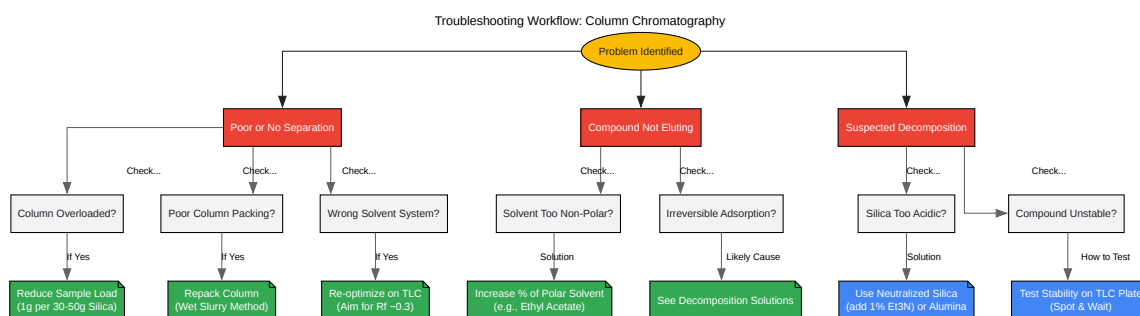 Troubleshooting Workflow: Column Chromatography
Problem Identified
Poor or No Separation
Compound Not Eluting
Suspected Decomposition
Check...
Check...
Check...
Check...
Check...
Check...
Check...
Column Overloaded?
Poor Column Packing?
Wrong Solvent System?
Solvent Too Non-Polar?
Irreversible Adsorption?
Silica Too Acidic?
Compound Unstable?
If Yes
If Yes
If Yes
Solution
Likely Cause
Solution
How to Test
Reduce Sample Load
(1g per 30-50g Silica)
Repack Column
(Wet Slurry Method)
Re-optimize on TLC
(Aim for Rf ~0.3)
Increase % of Polar Solvent
(e.g., Ethyl Acetate)
See Decomposition Solutions
Use Neutralized Silica
(add 1% Et3N) or Alumina
Test Stability on TLC Plate
(Spot & Wait)